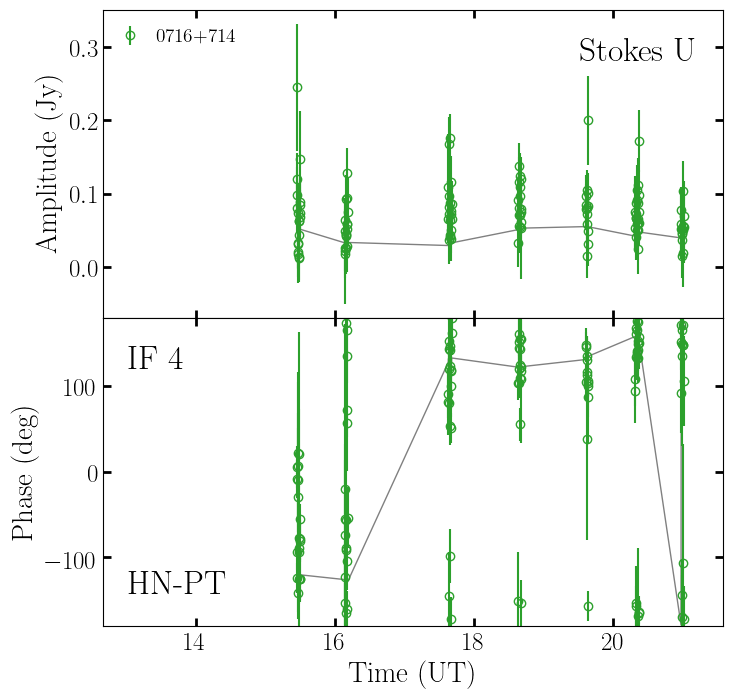 0716+714
Stokes U
0.3
0.2
0.1
0.0
Amplitude (Jy)
IF 4
100
0
−100
Phase (deg)
HN-PT
14 16 18 20
Time (UT)